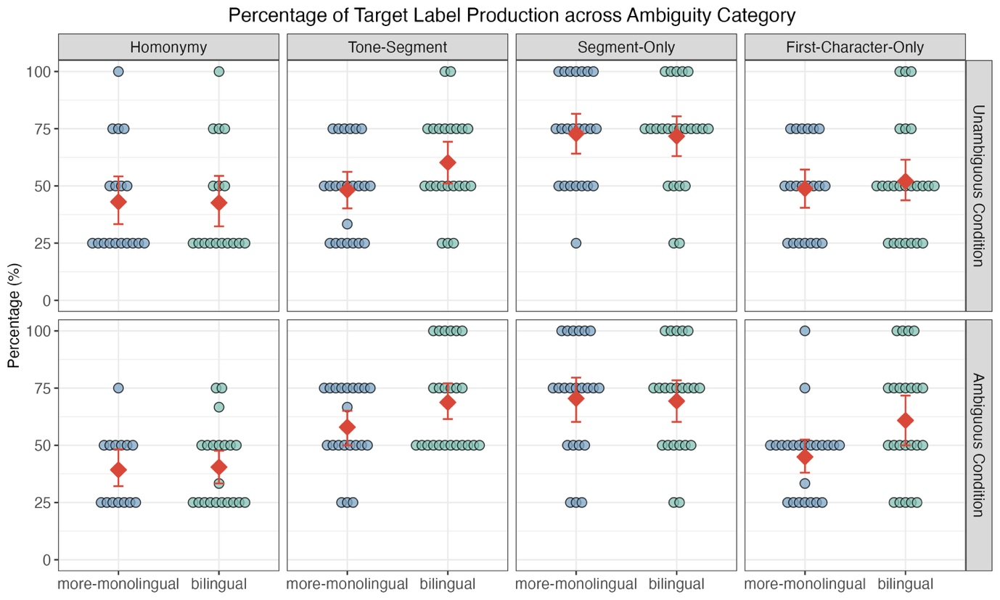 Percentage of Target Label Production across Ambiguity Category
Homonymy
Tone-Segment
Segment-Only
First-Character-Only
100
75
50
25
0
Unambiguous Condition
Percentage (%)
100
75
50
25
0
Ambiguous Condition
more-monolingual bilingual
more-monolingual bilingual
more-monolingual bilingual
more-monolingual bilingual